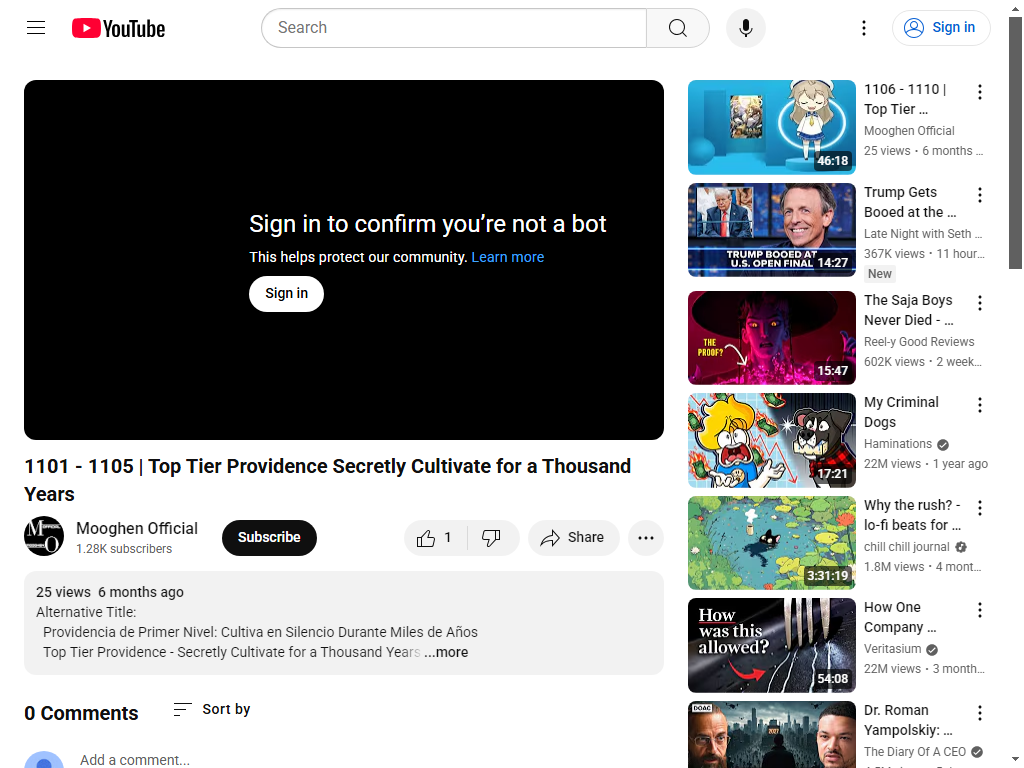 YouTube
Search
Sign in
Sign in to confirm you’re not a bot
This helps protect our community. Learn more
Sign in
1101 - 1105 | Top Tier Providence Secretly Cultivate for a Thousand
Years
Mooghen Official
1.28K subscribers
Subscribe
1
Share
25 views 6 months ago
Alternative Title:
Providencia de Primer Nivel: Cultiva en Silencio Durante Miles de Años
Top Tier Providence - Secretly Cultivate for a Thousand Years ...more
0 Comments
Sort by
Add a comment...
46:18
1106 - 1110 |
Top Tier ...
Mooghen Official
25 views • 6 months ...
TRUMP BOOED AT
U.S. OPEN FINAL
14:27
Trump Gets
Booed at the ...
Late Night with Seth ...
367K views • 11 hour...
New
THE
PROOF?
15:47
The Saja Boys
Never Died - ...
Reel-y Good Reviews
602K views • 2 week...
17:21
My Criminal
Dogs
Haminations
22M views • 1 year ago
3:31:19
Why the rush? -
lo-fi beats for ...
chill chill journal
1.8M views • 4 mont...
How
was this
allowed?
54:08
How One
Company ...
Veritasium
22M views • 3 month...
DOAC
2027
Dr. Roman
Yampolskiy: ...
The Diary Of A CEO